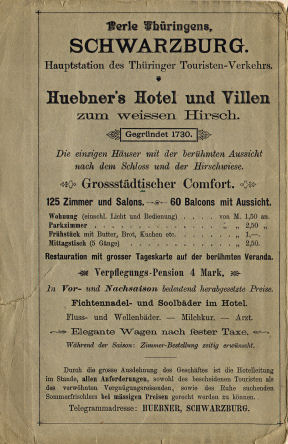 Perle Thüringens,
SCHWARZBURG.
Hauptstation des Thüringer Touristen-Verkehrs.
Huebner's Hotel und Villen
zum weissen Hirsch.
Gegründet 1730.
Die einzigen Häuser mit der berühmten Aussicht
nach dem Schloss und der Hirschwiese.
Grossstädtischer Comfort.
125 Zimmer und Salons. 60 Balcons mit Aussicht.
Wohnung (einschl. Licht und Bedienung) . . . . von M. 1,50 an.
Parkzimmer . . . . „ „ 2,50 „
Frühstück mit Butter, Brot, Kuchen etc. . . . . „ 1,—.
Mittagstisch (5 Gänge) . . . . „ 2,50.
Restauration mit grosser Tageskarte auf der berühmten Veranda.
Verpflegungs-Pension 4 Mark.
In Vor- und Nachsaison bedeutend herabgesetzte Preise.
Fichtennadel- und Soolbäder im Hotel.
Fluss- und Wellenbäder. — Milchkur. — Arzt.
Elegante Wagen nach fester Taxe.
Während der Saison: Zimmer-Bestellung zeitig erwünscht.
Durch die grosse Ausdehnung des Geschäftes ist die Hotelleitung
im Stande, allen Anforderungen, sowohl des bescheidenen Touristen als
des verwöhnten Vergnügungsreisenden, sowie des Ruhe suchenden
Sommerfrischlers bei mässigen Preisen gerecht werden zu können.
Telegrammadresse: HUEBNER, SCHWARZBURG.